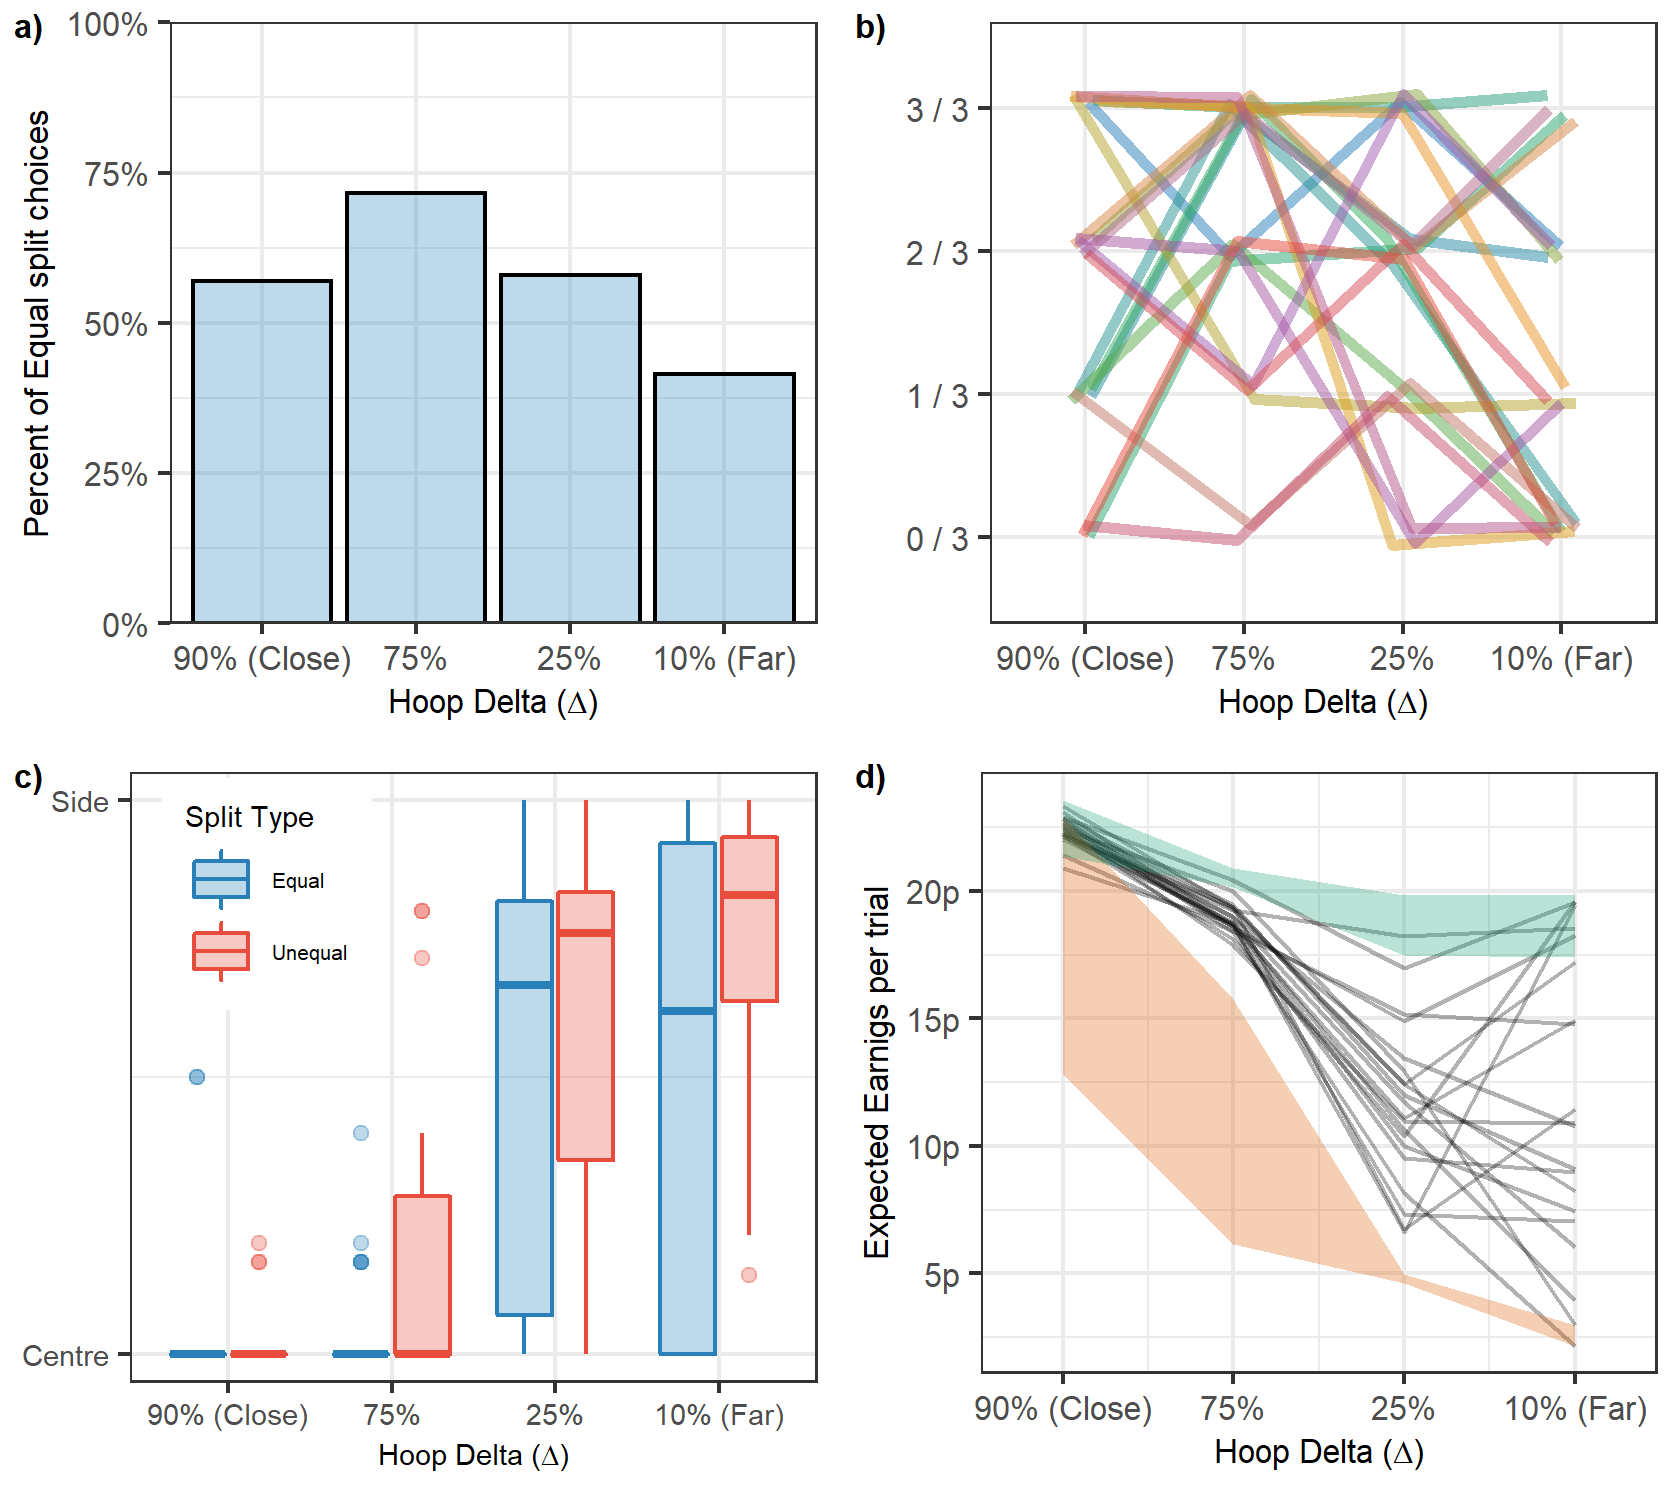 a)
Percent of Equal split choices
100%
75%
50%
25%
0%
90% (Close) 75% 25% 10% (Far)
Hoop Delta (Δ)
b)
3 / 3
2 / 3
1 / 3
0 / 3
90% (Close) 75% 25% 10% (Far)
Hoop Delta (Δ)
c)
Side
Centre
Split Type
Equal
Unequal
90% (Close) 75% 25% 10% (Far)
Hoop Delta (Δ)
d)
Expected Earnigs per trial
20p
15p
10p
5p
90% (Close) 75% 25% 10% (Far)
Hoop Delta (Δ)